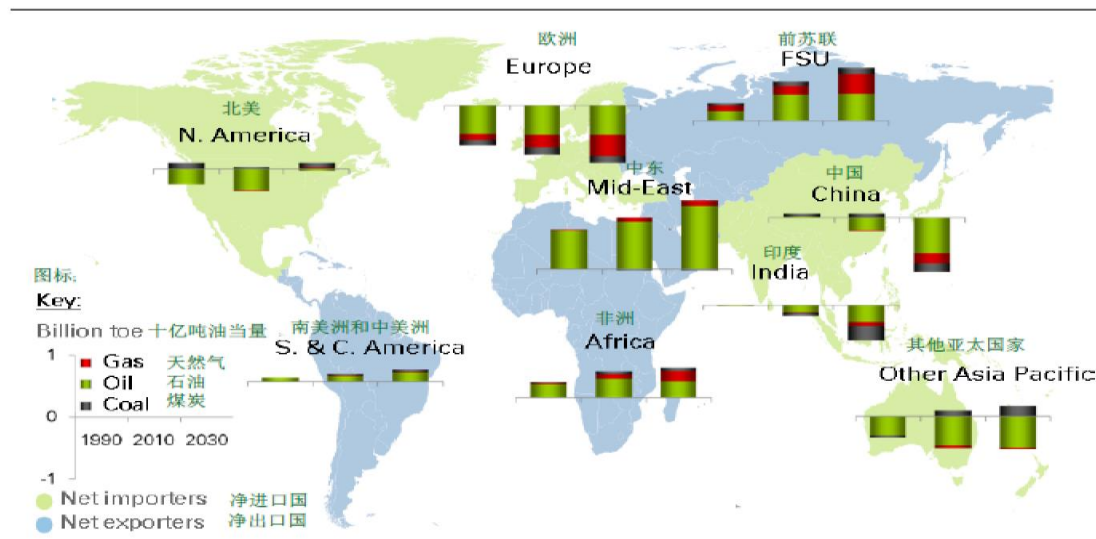 欧洲
Europe
前苏联
FSU
北美
N. America
中东
Mid-East
中国
China
印度
India
图标:
Key:
Billion toe 十亿吨油当量
1
Gas 天然气
Oil 石油
Coal 煤炭
0
1990 2010 2030
-1
南美洲和中美洲
S. & C. America
非洲
Africa
其他亚太国家
Other Asia Pacific
Net importers 净进口国
Net exporters 净出口国